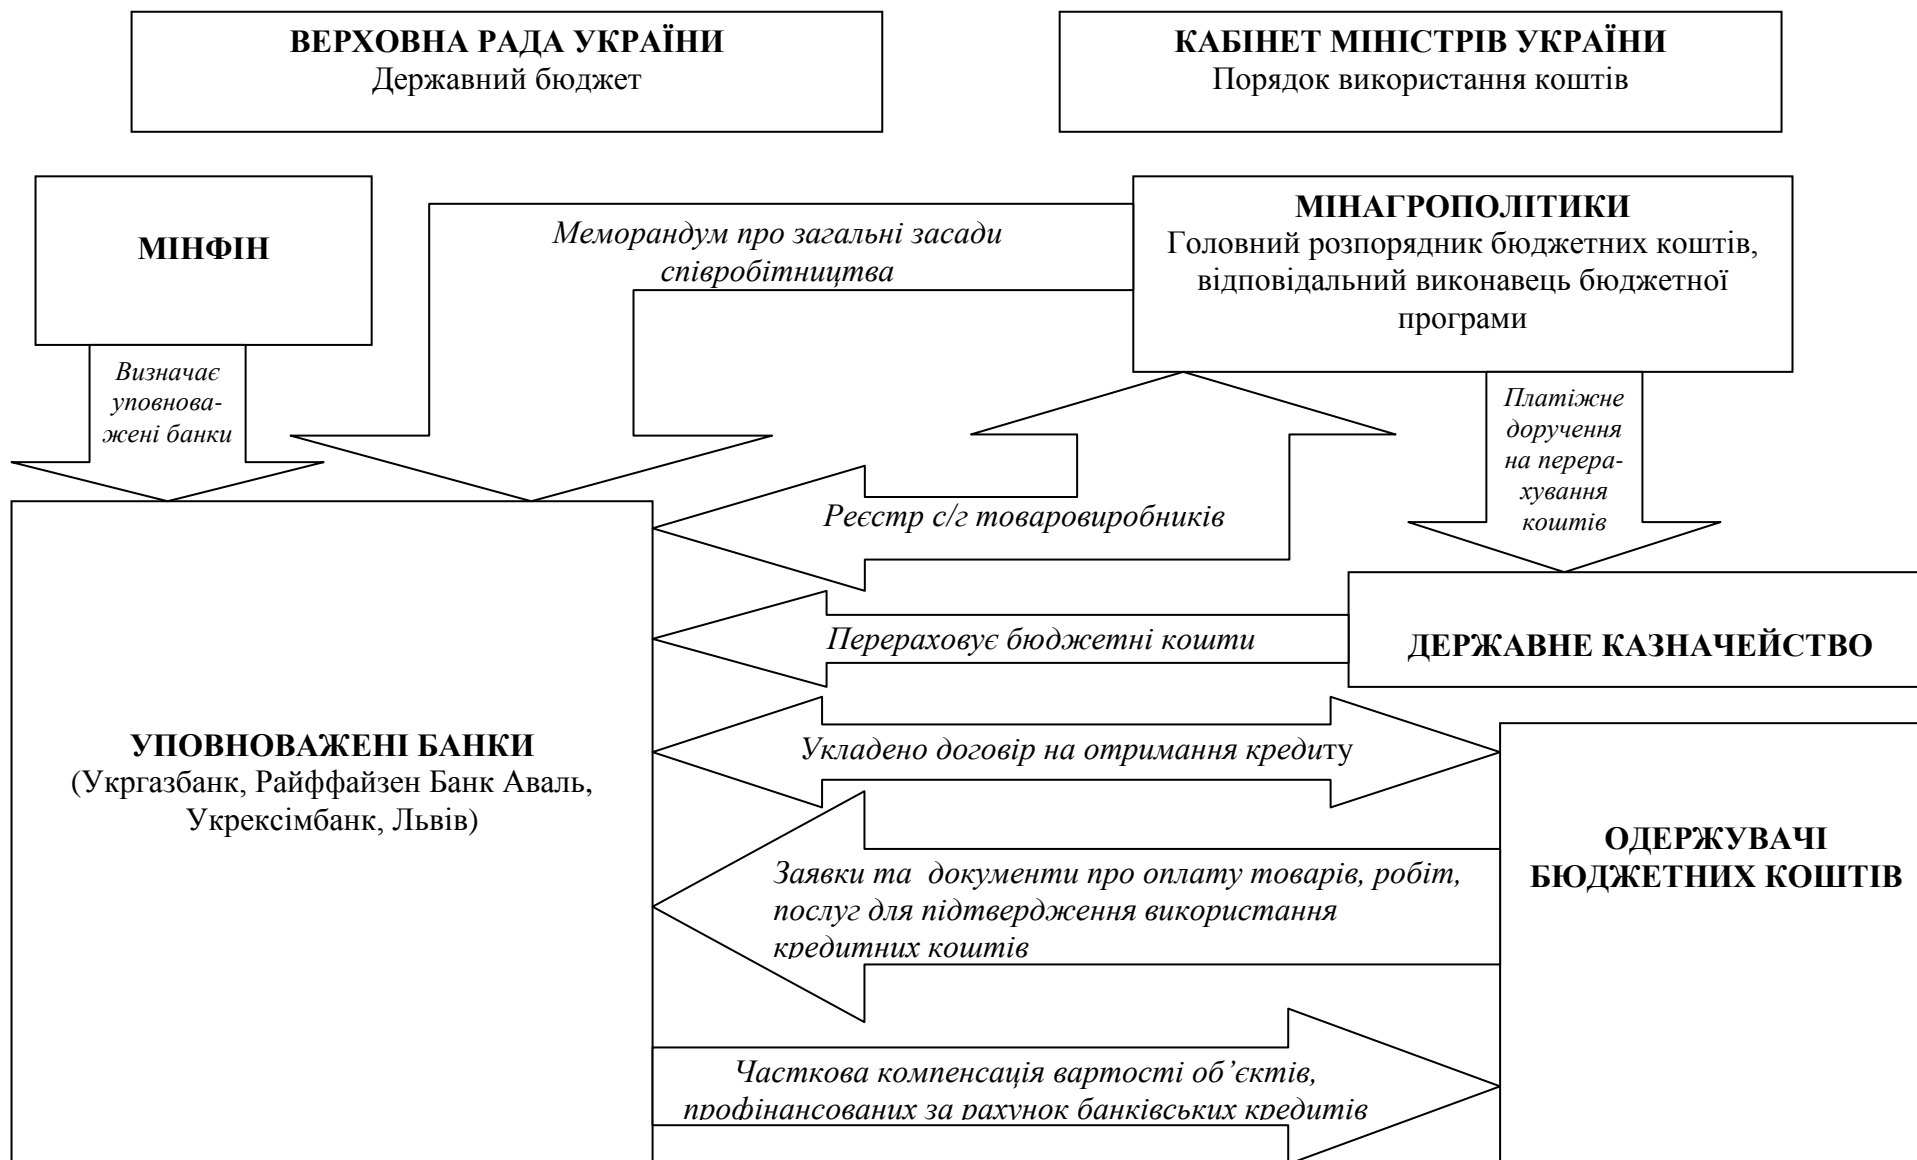 ВЕРХОВНА РАДА УКРАЇНИ
Державний бюджет
КАБІНЕТ МІНІСТРІВ УКРАЇНИ
Порядок використання коштів
МІНФІН
Меморандум про загальні засади
співробітництва
МІНАГРОПОЛІТИКИ
Головний розпорядник бюджетних коштів,
відповідальний виконавець бюджетної
програми
Визначає
уповнова-
жені банки
Платіжне
доручення
на перера-
хування
коштів
Реєстр с/г товаровиробників
Перераховує бюджетні кошти
ДЕРЖАВНЕ КАЗНАЧЕЙСТВО
УПОВНОВАЖЕНІ БАНКИ
(Укргазбанк, Райффайзен Банк Аваль,
Укрексімбанк, Львів)
Укладено договір на отримання кредиту
ОДЕРЖУВАЧІ
БЮДЖЕТНИХ КОШТІВ
Заявки та документи про оплату товарів, робіт,
послуг для підтвердження використання
кредитних коштів
Часткова компенсація вартості об’єктів,
профінансованих за рахунок банківських кредитів